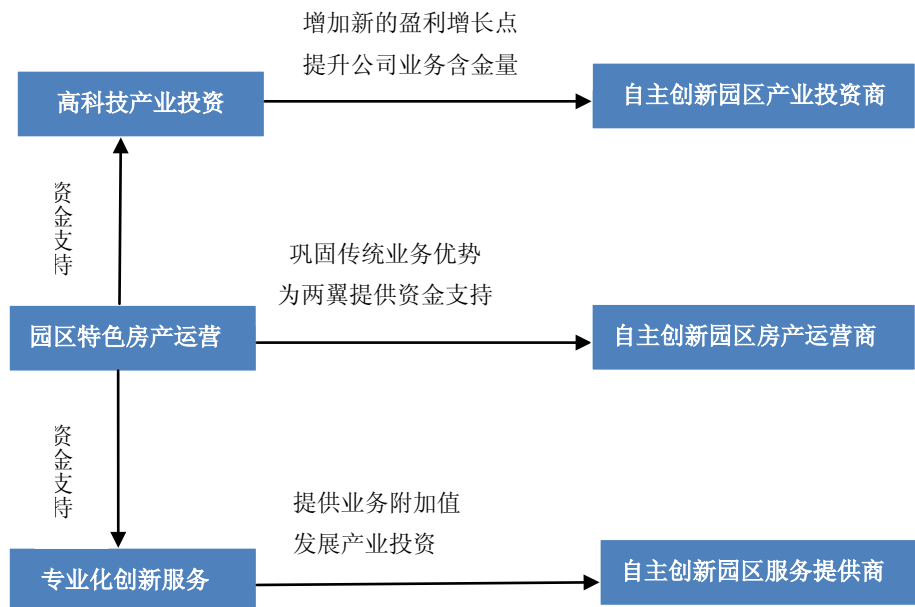 增加新的盈利增长点
提升公司业务含金量
高科技产业投资
自主创新园区产业投资商
资金支持
巩固传统业务优势
为两翼提供资金支持
园区特色房产运营
自主创新园区房产运营商
资金支持
提供业务附加值
发展产业投资
专业化创新服务
自主创新园区服务提供商